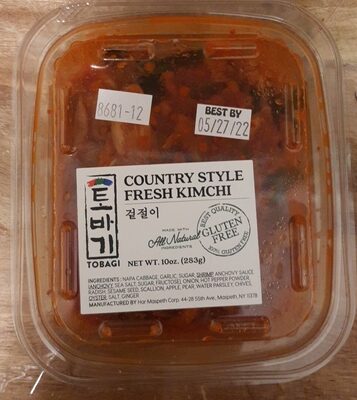 8681-12
BEST BY
05/27/22
토바기
TOBAGI
COUNTRY STYLE
FRESH KIMCHI
겉절이
MADE WITH
All Natural
INGREDIENTS
BEST QUALITY
GLUTEN
FREE
100% GLUTEN FREE
NET WT. 10oz. (283g)
INGREDIENTS : NAPA CABBAGE, GARLIC, SUGAR, SHRIMP, ANCHOVY SAUCE
(ANCHOVY, SEA SALT, SUGAR, FRUCTOSE), ONION, HOT PEPPER POWDER,
RADISH, SESAME SEED, SCALLION, APPLE, PEAR, WATER PARSLEY, CHIVES,
OYSTER, SALT, GINGER
MANUFACTURED BY Hor Maspeth Corp. 44-28 55th Ave., Maspeth, NY 11378